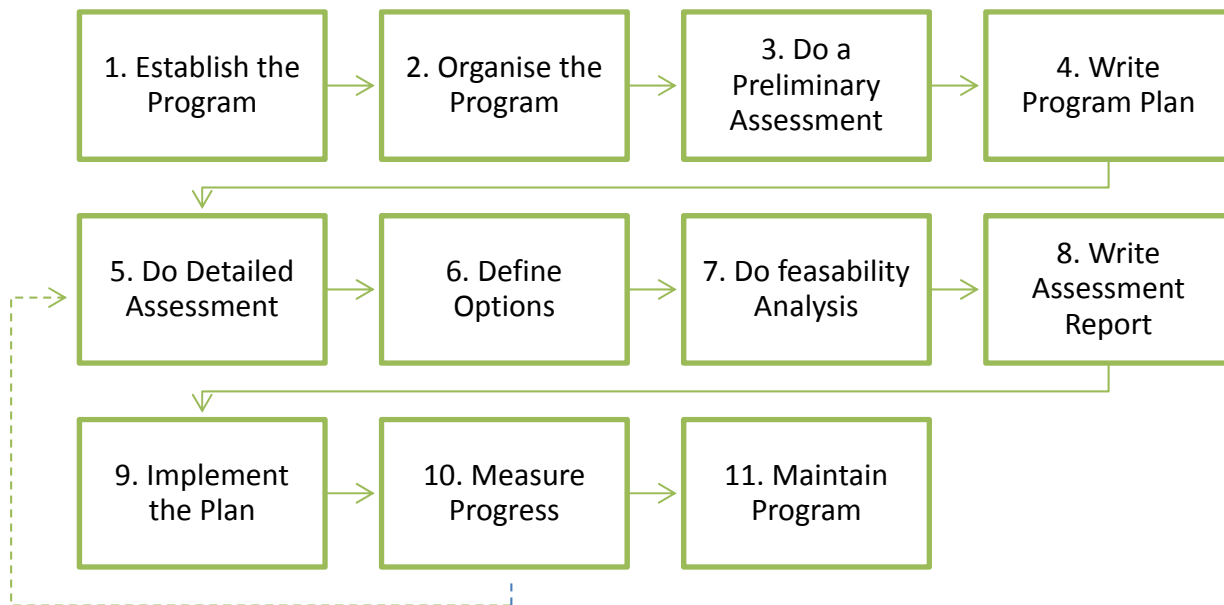 1. Establish the
Program
2. Organise the
Program
3. Do a
Preliminary
Assessment
4. Write
Program Plan
5. Do Detailed
Assessment
6. Define
Options
7. Do feasability
Analysis
8. Write
Assessment
Report
9. Implement
the Plan
10. Measure
Progress
11. Maintain
Program